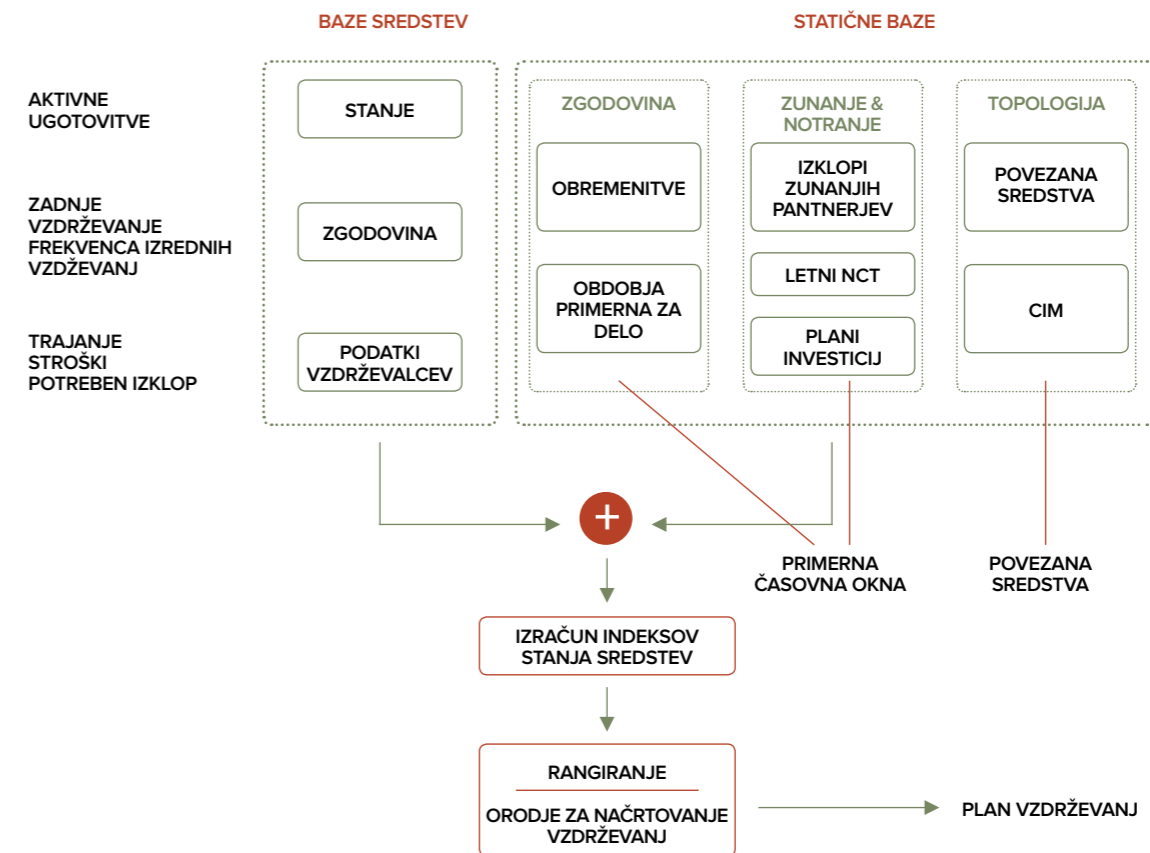 BAZE SREDSTEV
STATIČNE BAZE
AKTIVNE
UGOTOVITVE
STANJE
ZADNJE
VZDRŽEVANJE
FREKVENCA IZREDNIH
VZDŽEVANJ
ZGODOVINA
TRAJANJE
STROŠKI
POTREBEN IZKLOP
PODATKI
VZDRŽEVALCEV
ZGODOVINA
OBREMENITVE
OBDOBJA
PRIMERNA ZA
DELO
ZUNANJE &
NOTRANJE
IZKLOPI
ZUNANJIH
PANTNERJEV
LETNI NCT
PLANI
INVESTICIJ
TOPOLOGIJA
POVEZANA
SREDSTVA
CIM
+
PRIMERNA
ČASOVNA OKNA
POVEZANA
SREDSTVA
IZRAČUN INDEKSOV
STANJA SREDSTEV
RANGIRANJE
ORODJE ZA NAČRTOVANJE
VZDRŽEVANJ
PLAN VZDRŽEVANJ